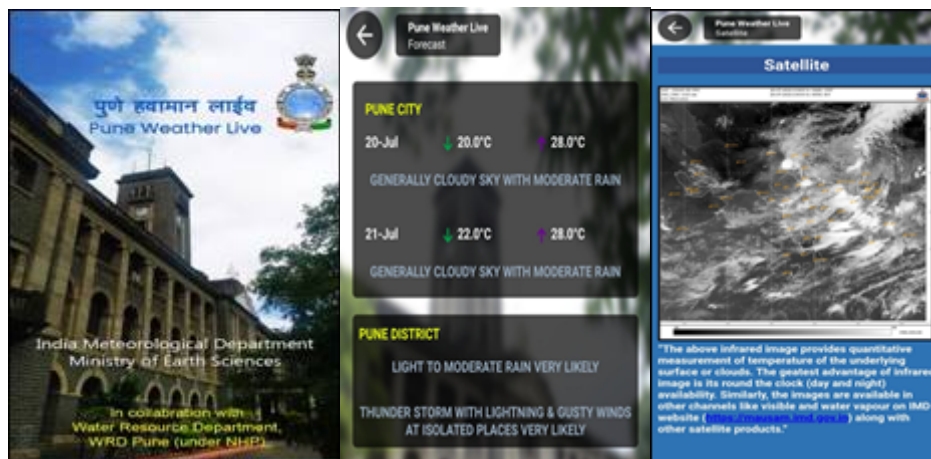 पुणे हवामान लाईव
Pune Weather Live
India Meteorological Department
Ministry of Earth Sciences
In collabration with
Water Resource Department,
WRD Pune (under NHP)
Pune Weather Live
Forecast
PUNE CITY
20-Jul ↓ 20.0°C ↑ 28.0°C
GENERALLY CLOUDY SKY WITH MODERATE RAIN
21-Jul ↓ 22.0°C ↑ 28.0°C
GENERALLY CLOUDY SKY WITH MODERATE RAIN
PUNE DISTRICT
LIGHT TO MODERATE RAIN VERY LIKELY
THUNDER STORM WITH LIGHTNING & GUSTY WINDS
AT ISOLATED PLACES VERY LIKELY
Pune Weather Live
Satellite
Satellite
"The above infrared image provides quantitative
measurement of temperature of the underlying
surface or clouds. The geatest advantage of infrared
image is its round the clock (day and night)
availability. Similarly, the images are available in
other channels like visible and water vapour on IMD
website (https://mausam.imd.gov.in) along with
other satellite products."